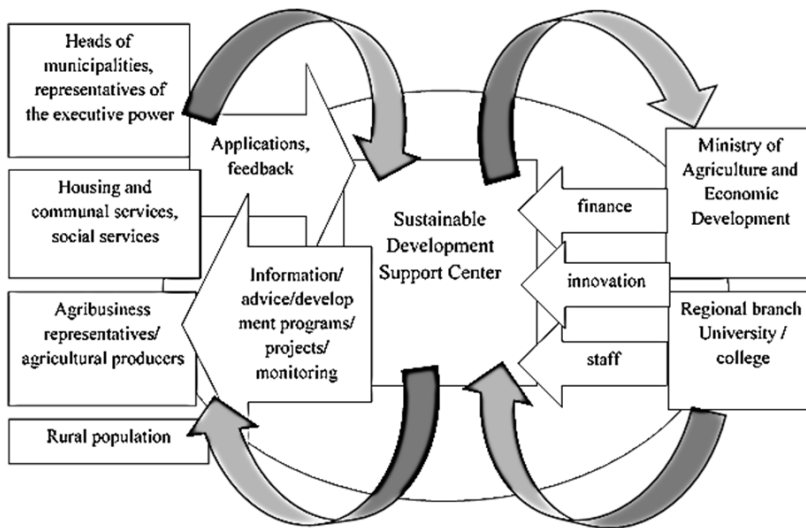 Heads of
municipalities,
representatives of
the executive power
Housing and
communal services,
social services
Agribusiness
representatives/
agricultural producers
Rural population
Applications,
feedback
Information/
advice/develop
ment programs/
projects/
monitoring
Sustainable
Development
Support Center
finance
innovation
staff
Ministry of
Agriculture and
Economic
Development
Regional branch
University /
college